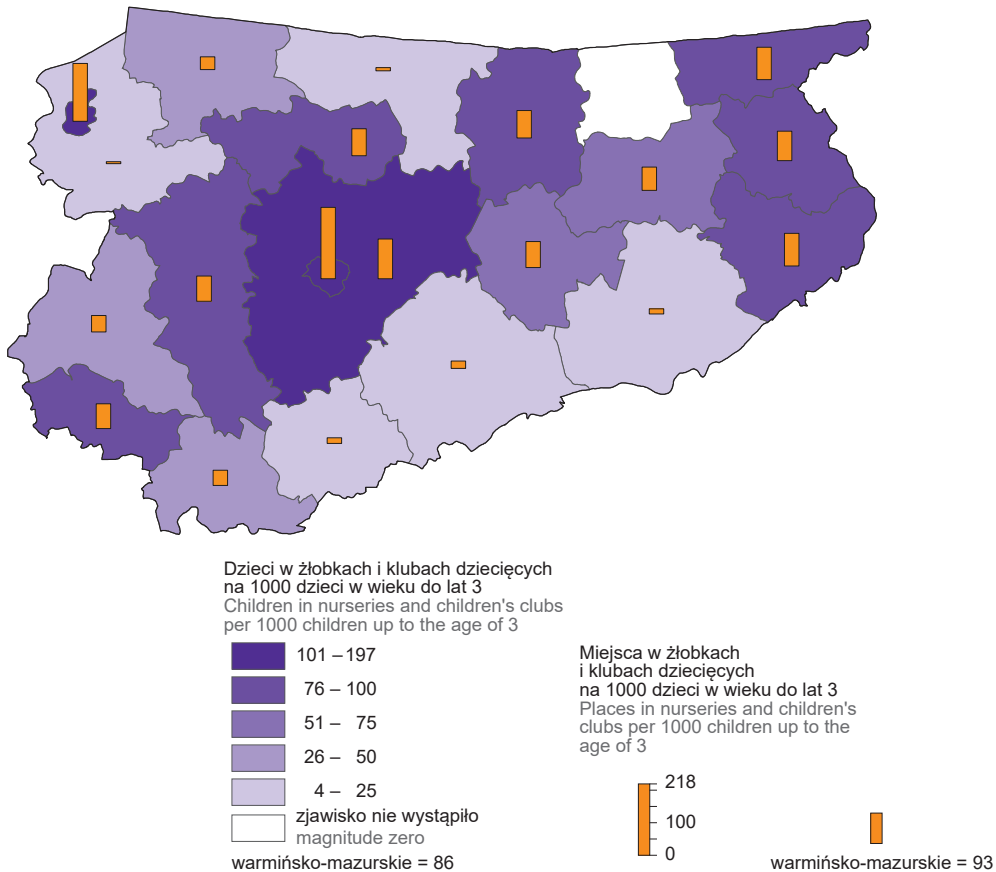 Dzieci w żłobkach i klubach dziecięcych
na 1000 dzieci w wieku do lat 3
Children in nurseries and children's clubs
per 1000 children up to the age of 3
101 – 197
76 – 100
51 – 75
26 – 50
4 – 25
zjawisko nie wystąpiło
magnitude zero
warmińsko-mazurskie = 86
Miejsca w żłobkach
i klubach dziecięcych
na 1000 dzieci w wieku do lat 3
Places in nurseries and children's
clubs per 1000 children up to the
age of 3
218
100
0
warmińsko-mazurskie = 93